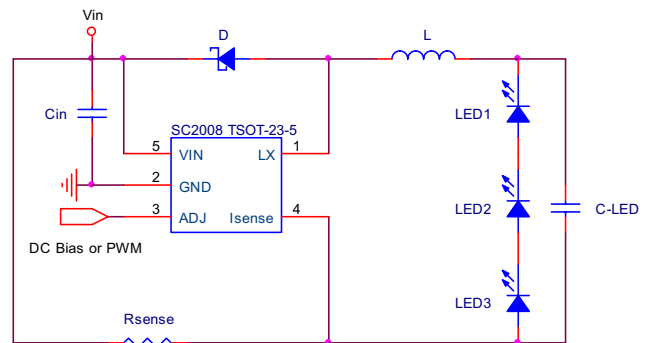 Vin
D
L
Cin
SC2008 TSOT-23-5
5 VIN LX 1
2 GND
3 ADJ Isense 4
DC Bias or PWM
LED1
LED2
C-LED
LED3
Rsense